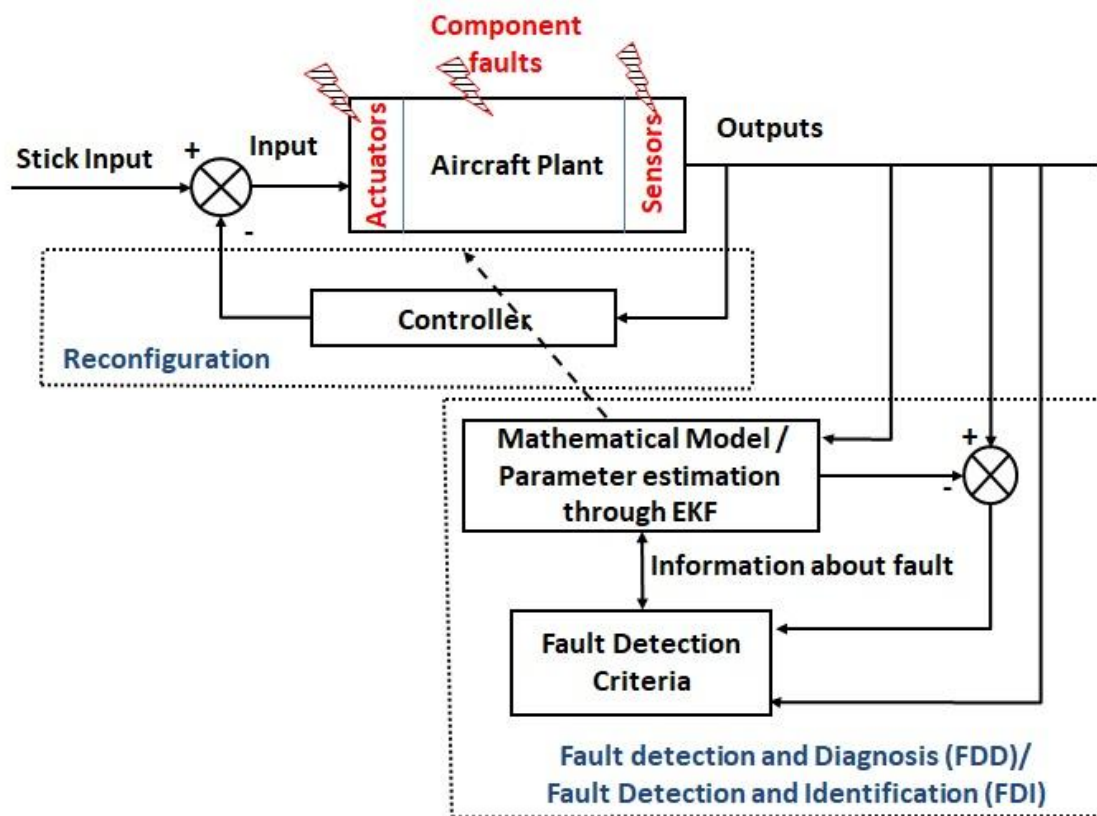 Component
faults
Stick Input
+
Input
-
Actuators
Aircraft Plant
Sensors
Outputs
Controller
Reconfiguration
Mathematical Model /
Parameter estimation
through EKF
+
-
Information about fault
Fault Detection
Criteria
Fault detection and Diagnosis (FDD)/
Fault Detection and Identification (FDI)